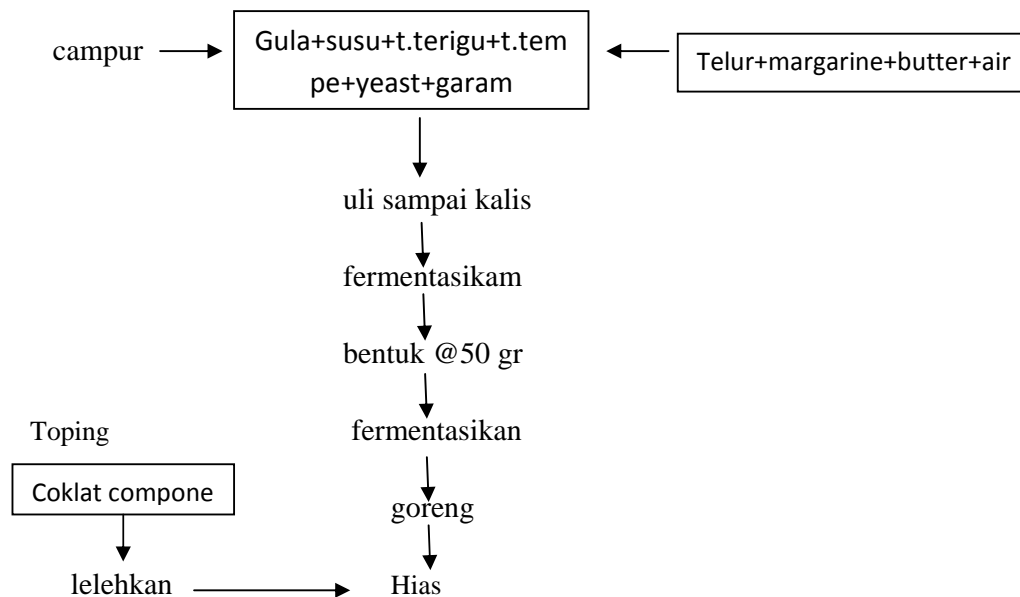 campur
Gula+susu+t.terigu+t.tem
pe+yeast+garam
Telur+margarine+butter+air
uli sampai kalis
fermentasikam
bentuk @50 gr
fermentasikan
Toping
Coklat compone
goreng
lelehkan
Hias